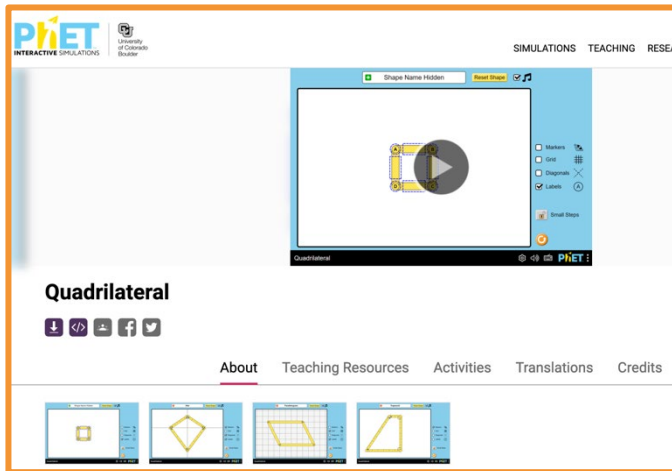 PhET
INTERACTIVE SIMULATIONS
University
of Colorado
Boulder
SIMULATIONS TEACHING
Shape Name Hidden
Reset Shape
A
Markers
Grid
Diagonals
Labels A
D
Small Steps
Quadrilateral
PhET
Quadrilateral
About Teaching Resources Activities Translations Credits